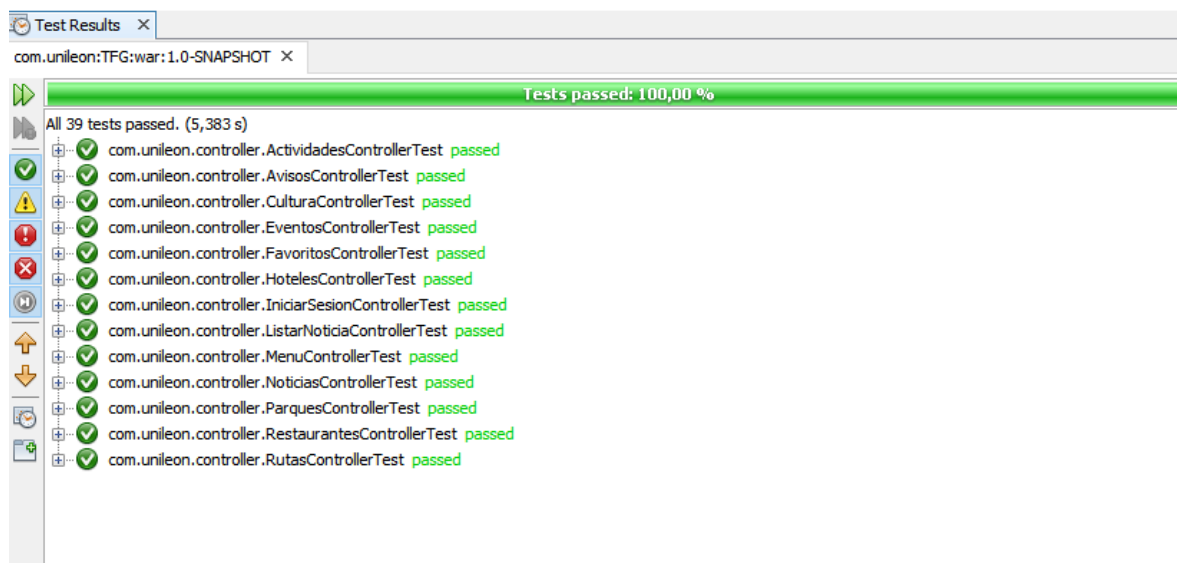 Test Results
com.unileon:TFG:war:1.0-SNAPSHOT
Tests passed: 100,00 %
All 39 tests passed. (5,383 s)
com.unileon.controller.ActividadesControllerTest passed
com.unileon.controller.AvisosControllerTest passed
com.unileon.controller.CulturaControllerTest passed
com.unileon.controller.EventosControllerTest passed
com.unileon.controller.FavoritosControllerTest passed
com.unileon.controller.HotelesControllerTest passed
com.unileon.controller.IniciarSesionControllerTest passed
com.unileon.controller.ListarNoticiaControllerTest passed
com.unileon.controller.MenuControllerTest passed
com.unileon.controller.NoticiasControllerTest passed
com.unileon.controller.ParquesControllerTest passed
com.unileon.controller.RestaurantesControllerTest passed
com.unileon.controller.RutasControllerTest passed